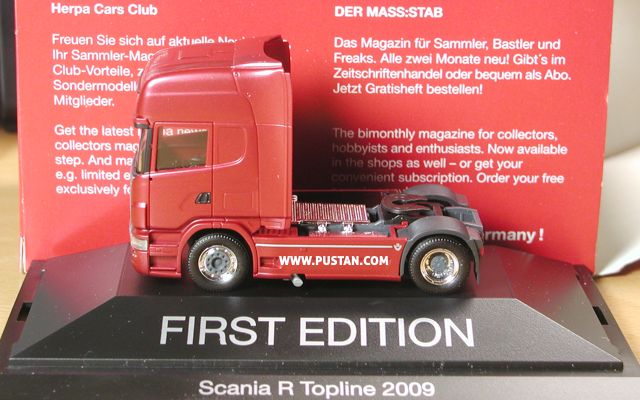 Herpa Cars Club
Freuen Sie sich auf aktuelle
Ihr Sammler-
Club-Vorteile,
Sondermodelle
Mitglieder.
Get the latest news
collectors
step. And
e.g. limited
exclusively
DER MASS:STAB
Das Magazin für Sammler, Bastler und
Freaks. Alle zwei Monate neu! Gibt´s im
Zeitschriftenhandel oder bequem als Abo.
Jetzt Gratisheft bestellen!
The bimonthly magazine for collectors,
hobbyists and enthusiasts. Now available
in the shops as well – or get your
convenient subscription. Order your free
ermany !
WWW.PUSTAN.COM
FIRST EDITION
Scania R Topline 2009